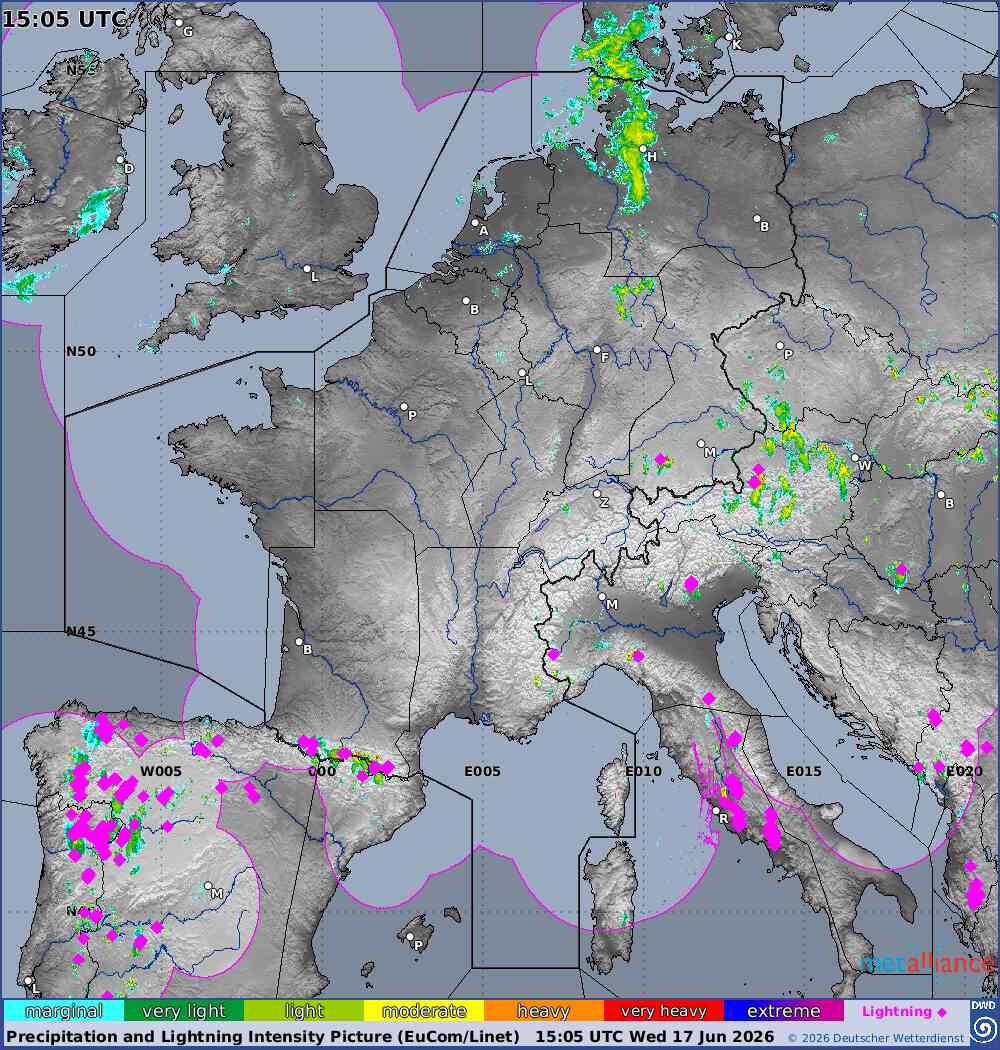 15:05 UTC
G
K
N55
D
H
A
B
L
B
N50
P
F
L
P
M
W
Z
B
M
N45
B
W005
000
E005
E010
E015
E020
R
M
P
L
metalliance
marginal very light light moderate heavy very heavy extreme Lightning
DWD
Precipitation and Lightning Intensity Picture (EuCom/Linet) 15:05 UTC Wed 17 Jun 2026 © 2026 Deutscher Wetterdienst